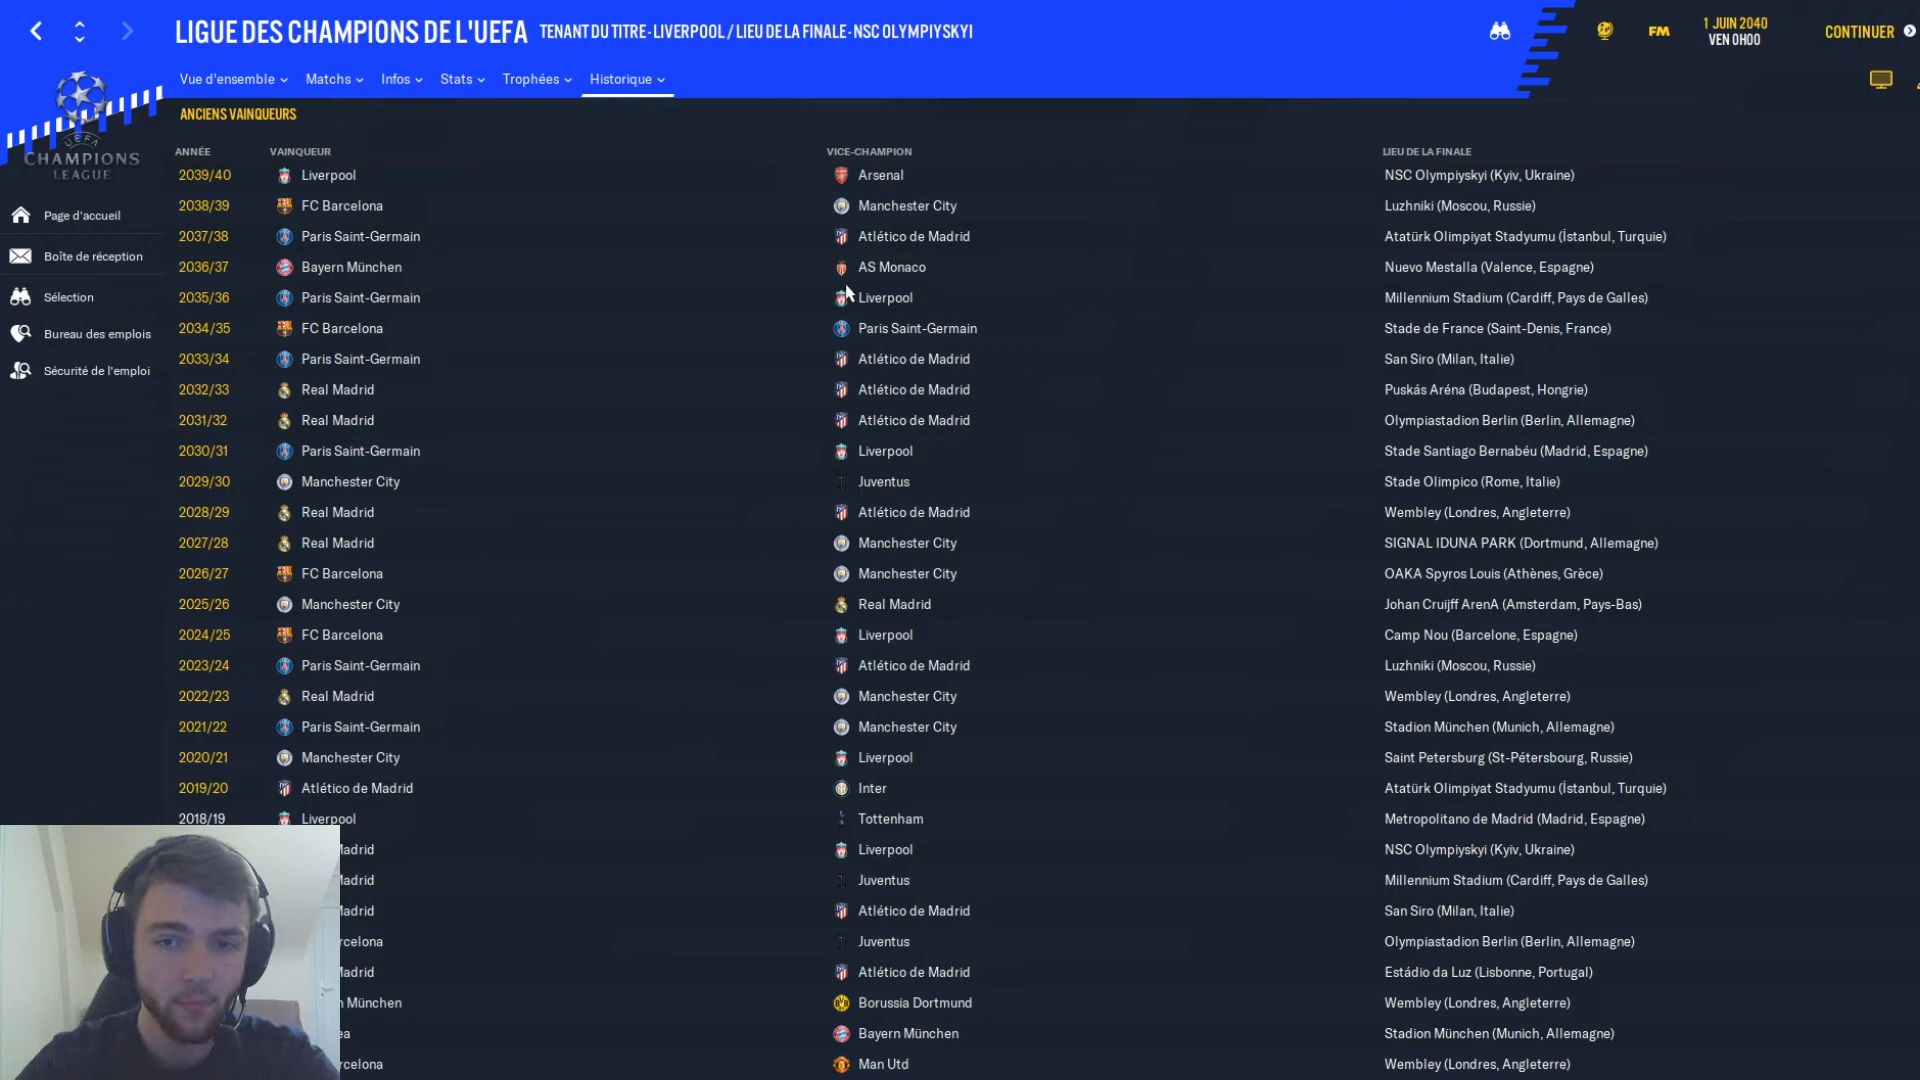 LIGUE DES CHAMPIONS DE L'UEFA TENANT DU TITRE - LIVERPOOL / LIEU DE LA FINALE - NSC OLYMPIYSKYI
FM
1 JUIN 2040
VEN 0H00
CONTINUER
Vue d'ensemble Matchs Infos Stats Trophées Historique
UEFA
CHAMPIONS
LEAGUE
Page d'accueil
Boîte de réception
Sélection
Bureau des emplois
Sécurité de l'emploi
ANCIENS VAINQUEURS
ANNÉE VAINQUEUR VICE-CHAMPION LIEU DE LA FINALE
2039/40 Liverpool Arsenal NSC Olympiyskyi (Kyiv, Ukraine)
2038/39 FC Barcelona Manchester City Luzhniki (Moscou, Russie)
2037/38 Paris Saint-Germain Atlético de Madrid Atatürk Olimpiyat Stadyumu (İstanbul, Turquie)
2036/37 Bayern München AS Monaco Nuevo Mestalla (Valence, Espagne)
2035/36 Paris Saint-Germain Liverpool Millennium Stadium (Cardiff, Pays de Galles)
2034/35 FC Barcelona Paris Saint-Germain Stade de France (Saint-Denis, France)
2033/34 Paris Saint-Germain Atlético de Madrid San Siro (Milan, Italie)
2032/33 Real Madrid Atlético de Madrid Puskás Aréna (Budapest, Hongrie)
2031/32 Real Madrid Atlético de Madrid Olympiastadion Berlin (Berlin, Allemagne)
2030/31 Paris Saint-Germain Liverpool Stade Santiago Bernabéu (Madrid, Espagne)
2029/30 Manchester City Juventus Stade Olimpico (Rome, Italie)
2028/29 Real Madrid Atlético de Madrid Wembley (Londres, Angleterre)
2027/28 Real Madrid Manchester City SIGNAL IDUNA PARK (Dortmund, Allemagne)
2026/27 FC Barcelona Manchester City OAKA Spyros Louis (Athènes, Grèce)
2025/26 Manchester City Real Madrid Johan Cruijff ArenA (Amsterdam, Pays-Bas)
2024/25 FC Barcelona Liverpool Camp Nou (Barcelone, Espagne)
2023/24 Paris Saint-Germain Atlético de Madrid Luzhniki (Moscou, Russie)
2022/23 Real Madrid Manchester City Wembley (Londres, Angleterre)
2021/22 Paris Saint-Germain Manchester City Stadion München (Munich, Allemagne)
2020/21 Manchester City Liverpool Saint Petersburg (St-Pétersbourg, Russie)
2019/20 Atlético de Madrid Inter Atatürk Olimpiyat Stadyumu (İstanbul, Turquie)
2018/19 Liverpool Tottenham Metropolitano de Madrid (Madrid, Espagne)
Madrid Liverpool NSC Olympiyskyi (Kyiv, Ukraine)
Madrid Juventus Millennium Stadium (Cardiff, Pays de Galles)
Madrid Atlético de Madrid San Siro (Milan, Italie)
rcelona Juventus Olympiastadion Berlin (Berlin, Allemagne)
Madrid Atlético de Madrid Estádio da Luz (Lisbonne, Portugal)
München Borussia Dortmund Wembley (Londres, Angleterre)
ea Bayern München Stadion München (Munich, Allemagne)
rcelona Man Utd Wembley (Londres, Angleterre)